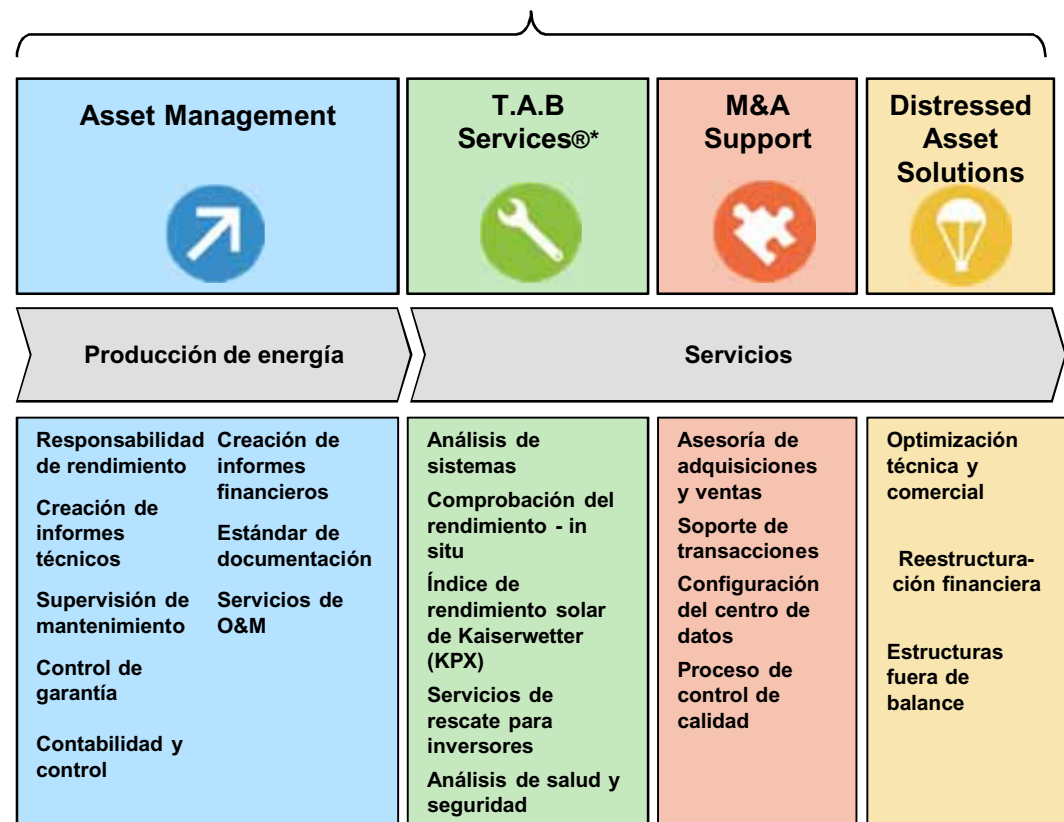 Asset Management
T.A.B
Services®*
M&A
Support
Distressed
Asset
Solutions
Producción de energía
Servicios
Responsabilidad
de rendimiento
Creación de
informes
técnicos
Supervisión de
mantenimiento
Control de
garantía
Contabilidad y
control
Creación de
informes
financieros
Estándar de
documentación
Servicios de
O&M
Análisis de
sistemas
Comprobación del
rendimiento - in
situ
Índice de
rendimiento solar
de Kaiserwetter
(KPX)
Servicios de
rescate para
inversores
Análisis de salud y
seguridad
Asesoría de
adquisiciones
y ventas
Soporte de
transacciones
Configuración
del centro de
datos
Proceso de
control de
calidad
Optimización
técnica y
comercial
Reestructura-
ción financiera
Estructuras
fuera de
balance